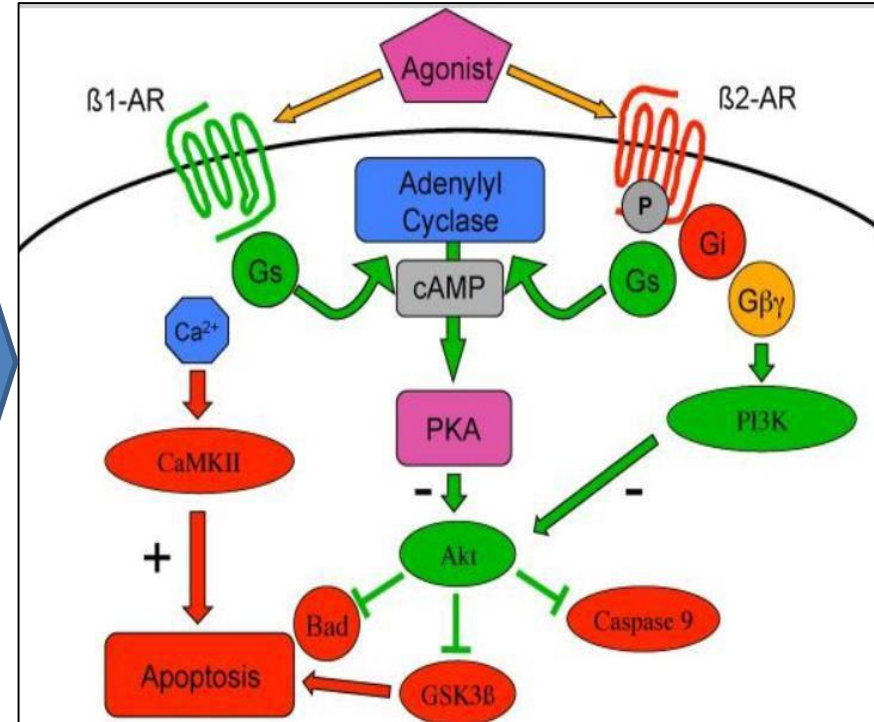 Agonist
ß1-AR
ß2-AR
Adenylyl
Cyclase
P
Gi
Gs
cAMP
Gs
Gβγ
Ca²⁺
PKA
PI3K
CaMKII
-
-
+
Akt
Bad
Caspase 9
Apoptosis
GSK3ß